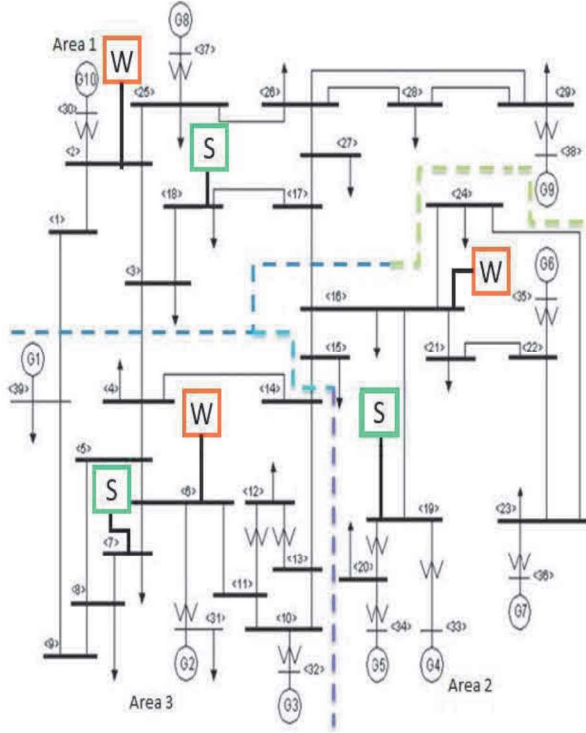 G8
Area 1
W
<37>
G10
<25>
<26>
<28>
<29>
<30>
S
<27>
<38>
<2>
<18>
<17>
<24>
G9
<1>
W
G6
<3>
<16>
<35>
<15>
<21>
<22>
G1
<4>
<14>
<39>
W
S
<5>
S
<6>
<12>
<19>
<23>
<7>
<13>
<20>
<8>
<11>
<36>
<31>
<10>
<34>
<33>
G7
<9>
G2
<32>
G5
G4
Area 3
G3
Area 2